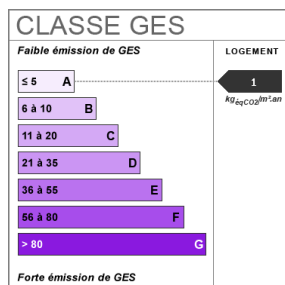 CLASSE GES
Faible émission de GES
LOGEMENT
≤ 5 A
1
kgéqCO2/m².an
6 à 10 B
11 à 20 C
21 à 35 D
36 à 55 E
56 à 80 F
> 80 G
Forte émission de GES